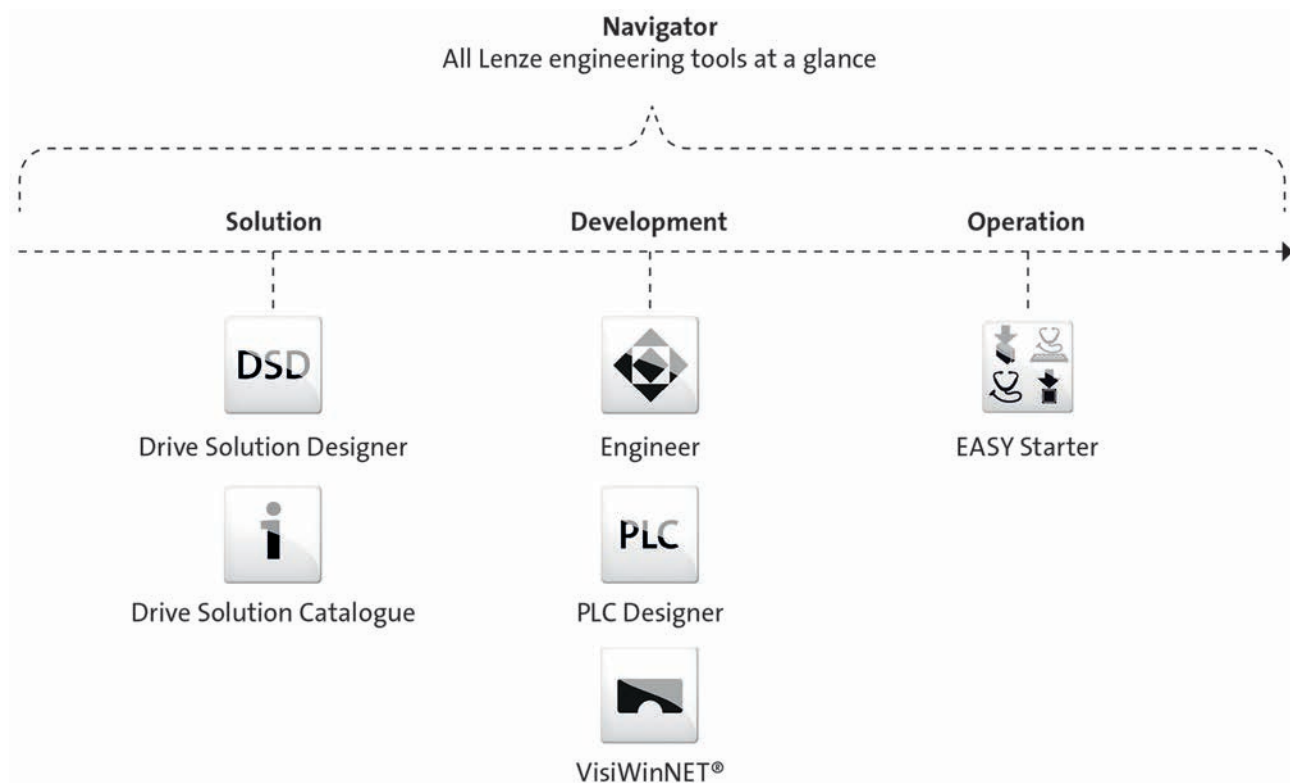 Navigator
All Lenze engineering tools at a glance
Solution
Development
Operation
DSD
Drive Solution Designer
Engineer
EASY Starter
i
Drive Solution Catalogue
PLC
PLC Designer
VisiWinNET®